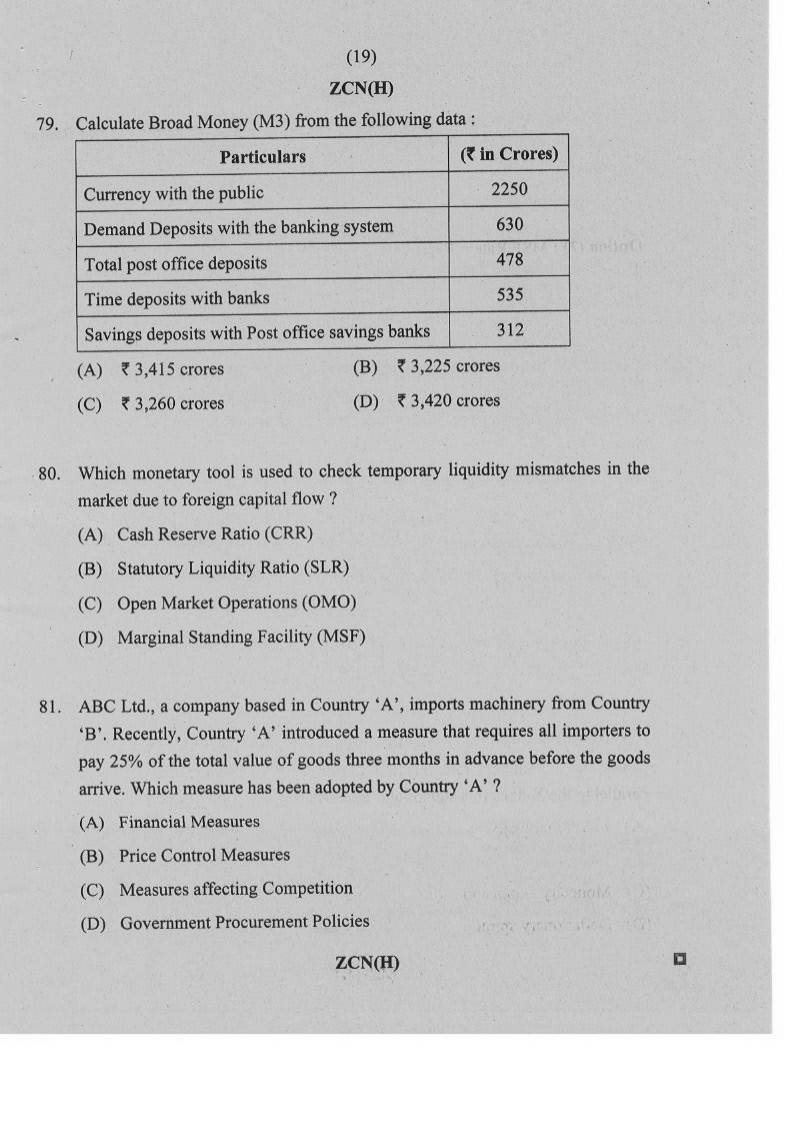 (19)
ZCN(H)
79. Calculate Broad Money (M3) from the following data :
Particulars (₹ in Crores)
Currency with the public 2250
Demand Deposits with the banking system 630
Total post office deposits 478
Time deposits with banks 535
Savings deposits with Post office savings banks 312
(A) ₹ 3,415 crores (B) ₹ 3,225 crores
(C) ₹ 3,260 crores (D) ₹ 3,420 crores
80. Which monetary tool is used to check temporary liquidity mismatches in the
market due to foreign capital flow ?
(A) Cash Reserve Ratio (CRR)
(B) Statutory Liquidity Ratio (SLR)
(C) Open Market Operations (OMO)
(D) Marginal Standing Facility (MSF)
81. ABC Ltd., a company based in Country ‘A’, imports machinery from Country
‘B’. Recently, Country ‘A’ introduced a measure that requires all importers to
pay 25% of the total value of goods three months in advance before the goods
arrive. Which measure has been adopted by Country ‘A’ ?
(A) Financial Measures
(B) Price Control Measures
(C) Measures affecting Competition
(D) Government Procurement Policies
ZCN(H)